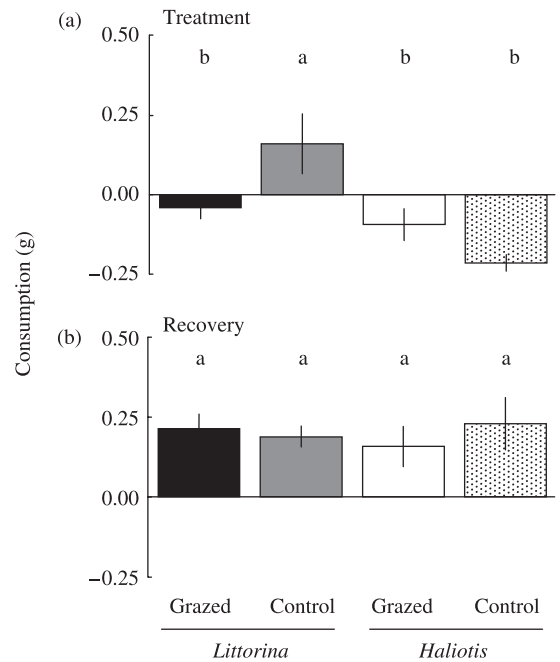 (a) Treatment
0.50
b a b b
0.25
0.00
−0.25
Consumption (g)
(b) Recovery
0.50
a a a a
0.25
0.00
−0.25
Grazed Control Grazed Control
Littorina Haliotis